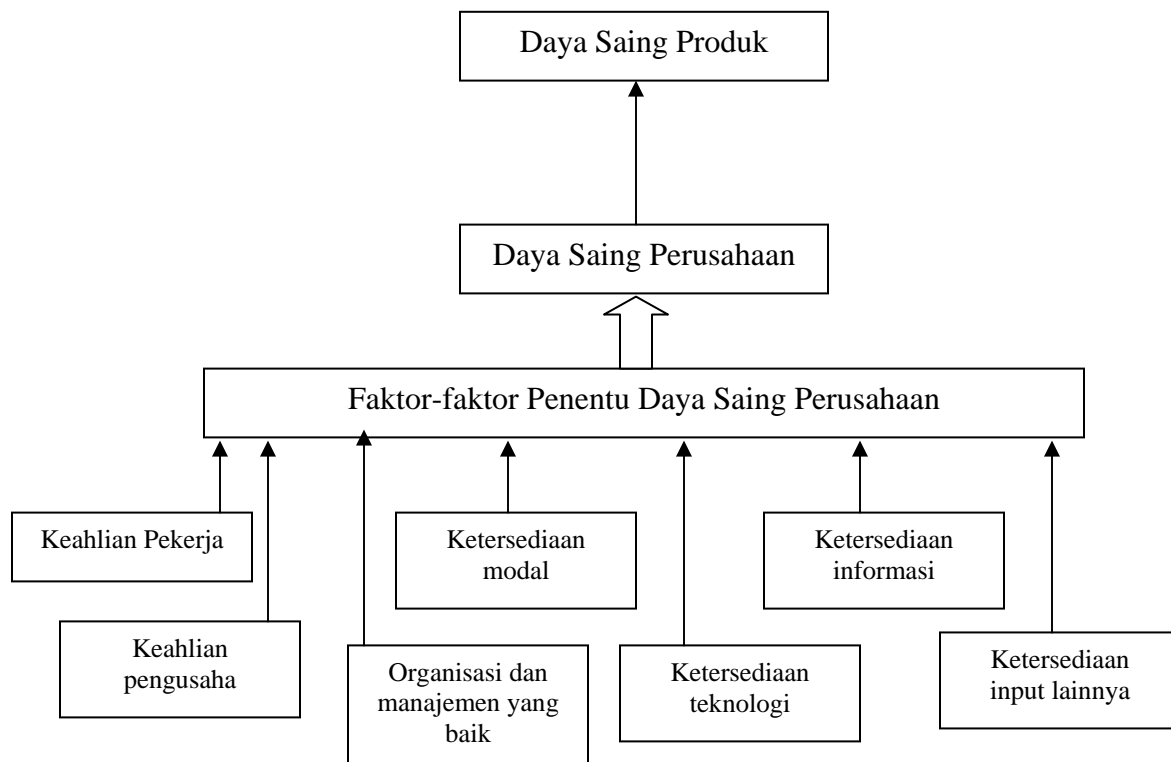 Daya Saing Produk
Daya Saing Perusahaan
Faktor-faktor Penentu Daya Saing Perusahaan
Keahlian Pekerja
Ketersediaan
modal
Ketersediaan
informasi
Keahlian
pengusaha
Organisasi dan
manajemen yang
baik
Ketersediaan
teknologi
Ketersediaan
input lainnya